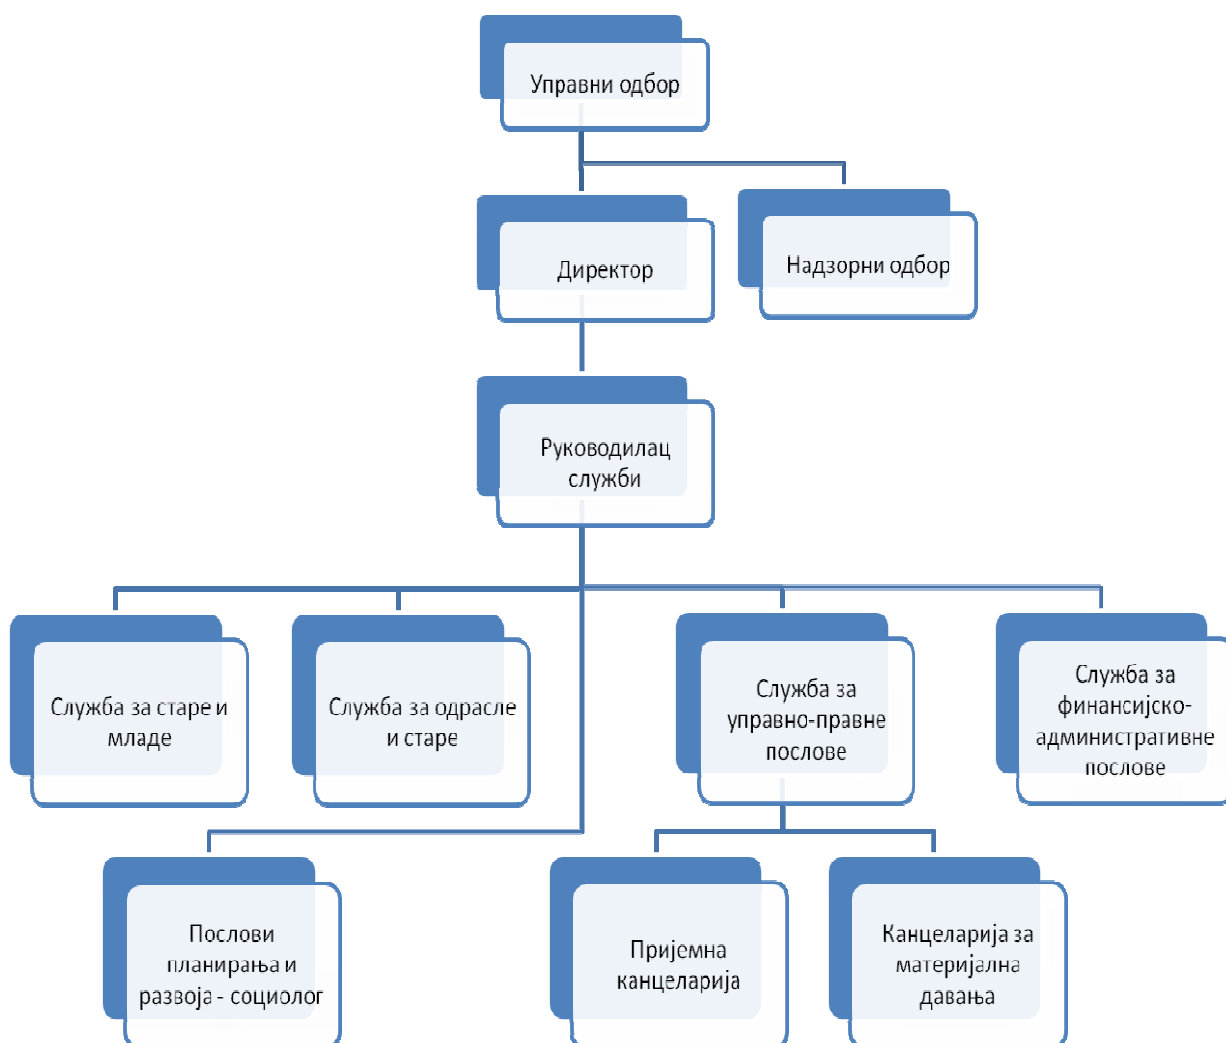 Управни одбор
Директор
Надзорни одбор
Руководилац
служби
Служба за старе и
младе
Служба за одрасле
и старе
Служба за
управно-правне
послове
Служба за
финансијско-
административне
послове
Послови
планирања и
развоја - социолог
Пријемна
канцеларија
Канцеларија за
материјална
давања